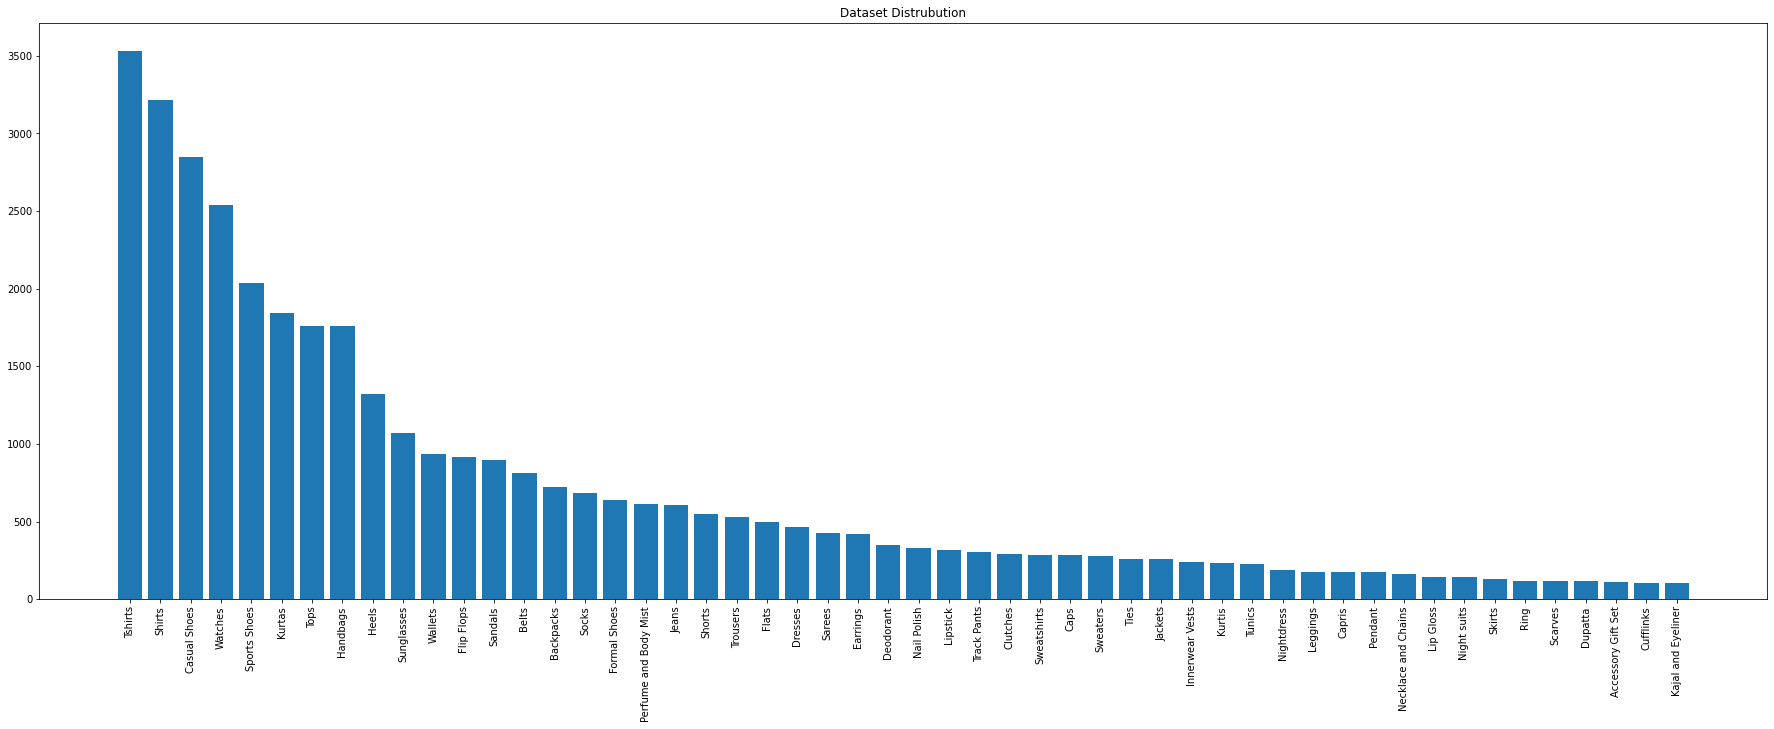 Dataset Distrubution
3500
3000
2500
2000
1500
1000
500
0
Tshirts
Shirts
Casual Shoes
Watches
Sports Shoes
Kurtas
Tops
Handbags
Heels
Sunglasses
Wallets
Flip Flops
Sandals
Belts
Backpacks
Socks
Formal Shoes
Perfume and Body Mist
Jeans
Shorts
Trousers
Flats
Dresses
Sarees
Earrings
Deodorant
Nail Polish
Lipstick
Track Pants
Clutches
Sweatshirts
Caps
Sweaters
Ties
Jackets
Innerwear Vests
Kurtis
Tunics
Nightdress
Leggings
Capris
Pendant
Necklace and Chains
Lip Gloss
Night suits
Skirts
Ring
Scarves
Dupatta
Accessory Gift Set
Cufflinks
Kajal and Eyeliner